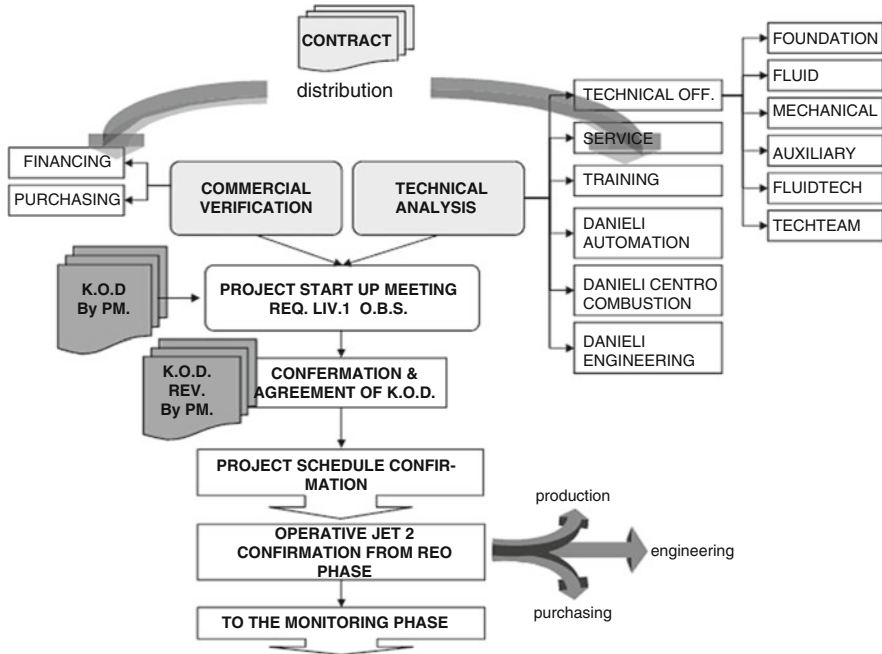 CONTRACT
distribution
FOUNDATION
FLUID
MECHANICAL
AUXILIARY
FLUIDTECH
TECHTEAM
TECHNICAL OFF.
SERVICE
TRAINING
DANIELI
AUTOMATION
DANIELI CENTRO
COMBUSTION
DANIELI
ENGINEERING
FINANCING
PURCHASING
COMMERCIAL
VERIFICATION
TECHNICAL
ANALYSIS
K.O.D
By PM.
PROJECT START UP MEETING
REQ. LIV.1 O.B.S.
K.O.D.
REV.
By PM.
CONFERMATION &
AGREEMENT OF K.O.D.
PROJECT SCHEDULE CONFIR-
MATION
OPERATIVE JET 2
CONFIRMATION FROM REO
PHASE
production
engineering
purchasing
TO THE MONITORING PHASE